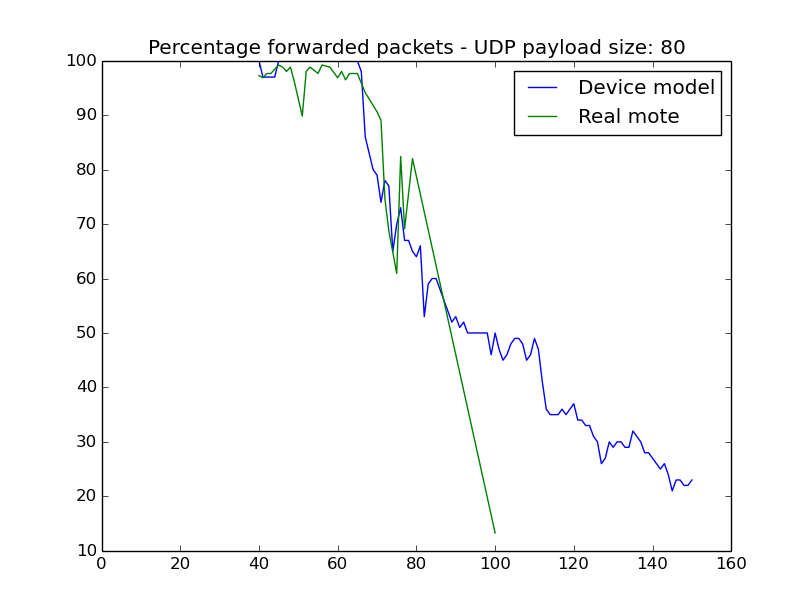 Percentage forwarded packets - UDP payload size: 80
Device model
Real mote
100
90
80
70
60
50
40
30
20
10
0 20 40 60 80 100 120 140 160